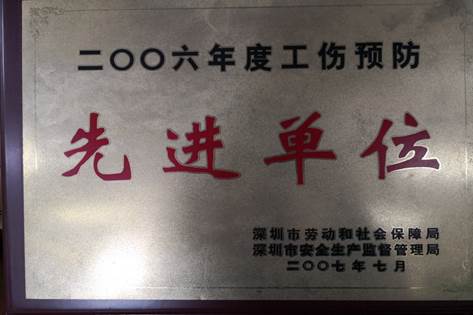 二〇〇六年度工伤预防
先进单位
深圳市劳动和社会保障局
深圳市安全生产监督管理局
二〇〇七年七月